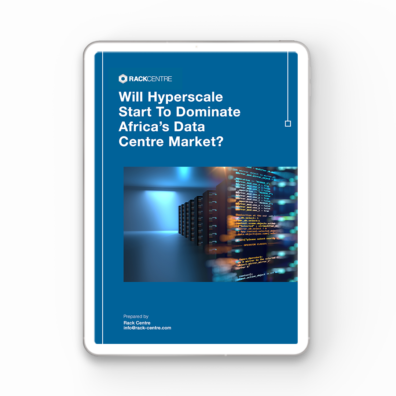 RACKCENTRE
Will Hyperscale
Start To Dominate
Africa's Data
Centre Market?
Prepared by
Rack Centre
info@rack-centre.com